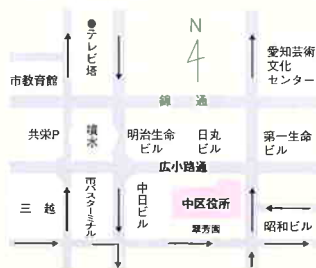 ●テレビ塔
N
愛知芸術
文化
センター
市教育館
錦通
共栄P
噴水
明治生命
ビル
日丸
ビル
第一生命
ビル
広小路通
三越
市バスターミナル
中日ビル
中区役所
翠芳園
昭和ビル